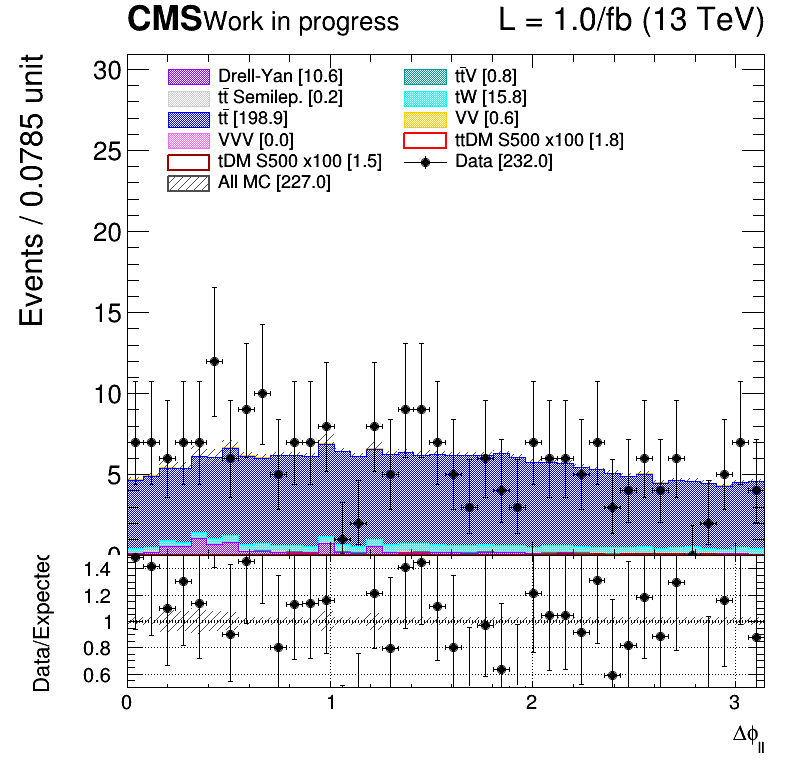 CMS Work in progress L = 1.0/fb (13 TeV)
Events / 0.0785 unit
30
25
20
15
10
5
0
Drell-Yan [10.6] tt̄V [0.8]
tt̄ Semilep. [0.2] tW [15.8]
tt̄ [198.9] VV [0.6]
VVV [0.0] ttDM S500 x100 [1.8]
tDM S500 x100 [1.5] Data [232.0]
All MC [227.0]
Data/Expected
1.4
1.2
1
0.8
0.6
0 1 2 3
Δϕ_ll